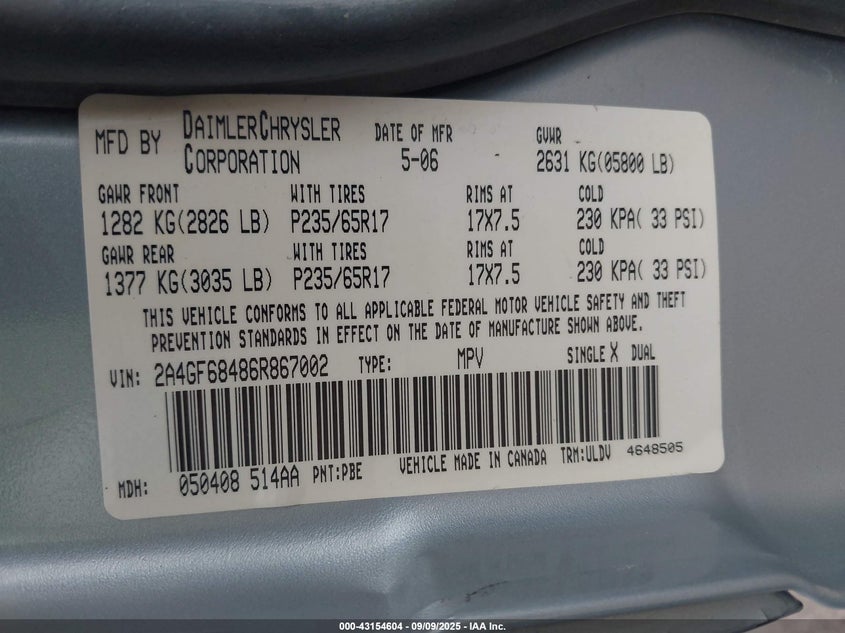 MFD BY DAIMLERCHRYSLER CORPORATION DATE OF MFR 5-06 GVWR 2631 KG(05800 LB)
GAWR FRONT WITH TIRES RIMS AT COLD
1282 KG(2826 LB) P235/65R17 17X7.5 230 KPA( 33 PSI)
GAWR REAR WITH TIRES RIMS AT COLD
1377 KG(3035 LB) P235/65R17 17X7.5 230 KPA( 33 PSI)
THIS VEHICLE CONFORMS TO ALL APPLICABLE FEDERAL MOTOR VEHICLE SAFETY AND THEFT
PREVENTION STANDARDS IN EFFECT ON THE DATE OF MANUFACTURE SHOWN ABOVE.
VIN: 2A4GF68486R867002 TYPE: MPV SINGLE X DUAL
MDH: 050408 514AA PNT:PBE VEHICLE MADE IN CANADA TRM:ULDV 4648505
000-43154604 - 09/09/2025 - IAA Inc.